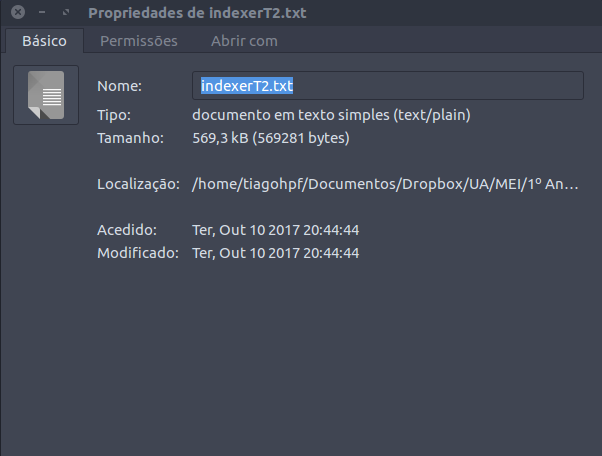 Propriedades de indexerT2.txt
Básico Permissões Abrir com
Nome: indexerT2.txt
Tipo: documento em texto simples (text/plain)
Tamanho: 569,3 kB (569281 bytes)
Localização: /home/tiagohpf/Documentos/Dropbox/UA/MEI/1º An…
Acedido: Ter, Out 10 2017 20:44:44
Modificado: Ter, Out 10 2017 20:44:44